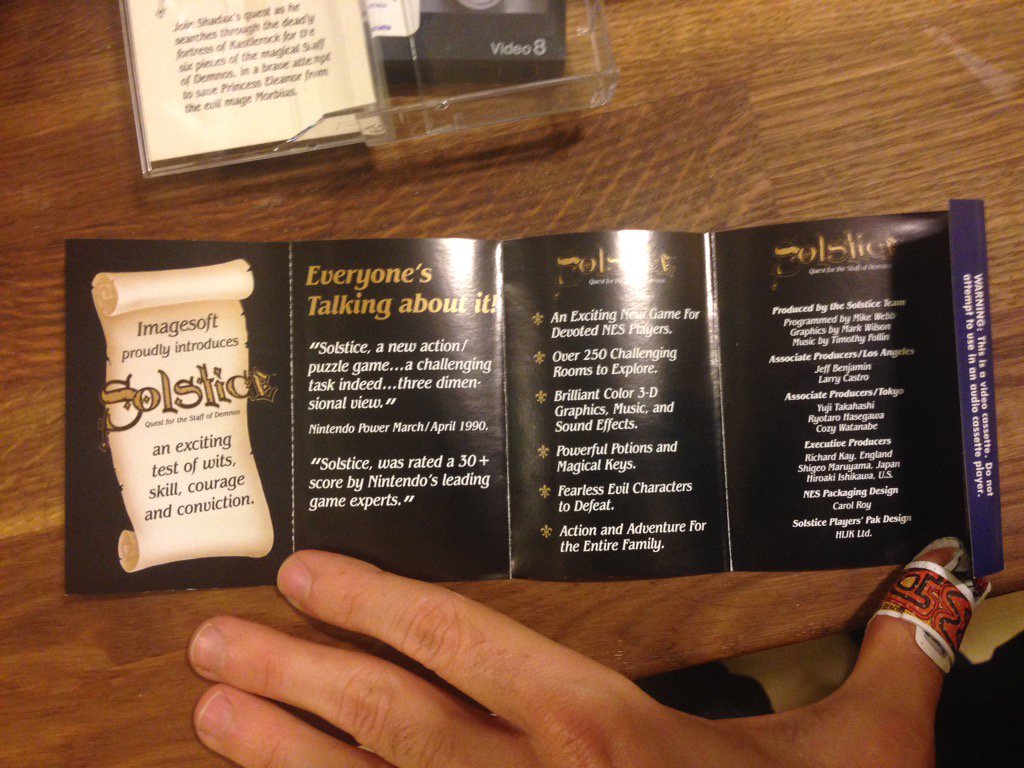 Join Shadax's quest as he
searches through the deadly
fortress of Kastlerock for the
six pieces of the magical Staff
of Demnos, in a brave attempt
to save Princess Eleanor from
the evil mage Morbius.
Video 8
Imagesoft
proudly introduces
Solstice
Quest for the Staff of Demnos
an exciting
test of wits,
skill, courage
and conviction.
Everyone's
Talking about it!
"Solstice, a new action/
puzzle game...a challenging
task indeed...three dimen-
sional view."
Nintendo Power March/April 1990.
"Solstice, was rated a 30+
score by Nintendo's leading
game experts."
Solstice
Quest for the Staff of Demnos
An Exciting New Game For
Devoted NES Players.
Over 250 Challenging
Rooms to Explore.
Brilliant Color 3-D
Graphics, Music, and
Sound Effects.
Powerful Potions and
Magical Keys.
Fearless Evil Characters
to Defeat.
Action and Adventure For
the Entire Family.
Solstice
Quest for the Staff of Demnos
Produced by the Solstice Team
Programmed by Mike Webb
Graphics by Mark Wilson
Music by Timothy Follin
Associate Producers/Los Angeles
Jeff Benjamin
Larry Castro
Associate Producers/Tokyo
Yuji Takahashi
Ryotaro Hasegawa
Cozy Watanabe
Executive Producers
Richard Kay, England
Shigeo Maruyama, Japan
Hiroaki Ishikawa, U.S.
NES Packaging Design
Carol Roy
Solstice Players' Pak Design
HIJK Ltd.
WARNING: This is a video cassette. Do not
attempt to use in an audio cassette player.